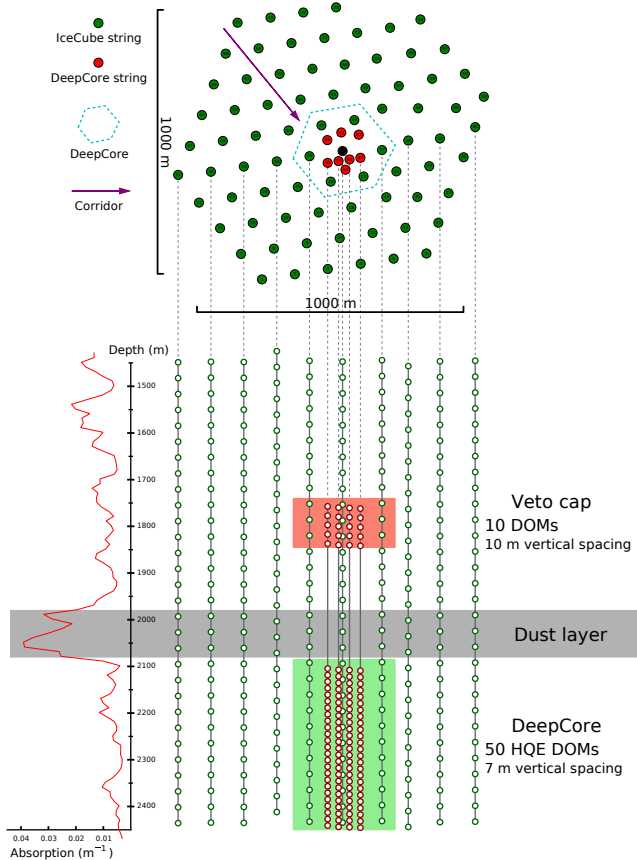 IceCube string
DeepCore string
DeepCore
Corridor
1000 m
1000 m
Depth (m)
1500
1600
1700
1800
1900
2000
2100
2200
2300
2400
0.04 0.03 0.02 0.01
Absorption (m⁻¹)
Veto cap
10 DOMs
10 m vertical spacing
Dust layer
DeepCore
50 HQE DOMs
7 m vertical spacing